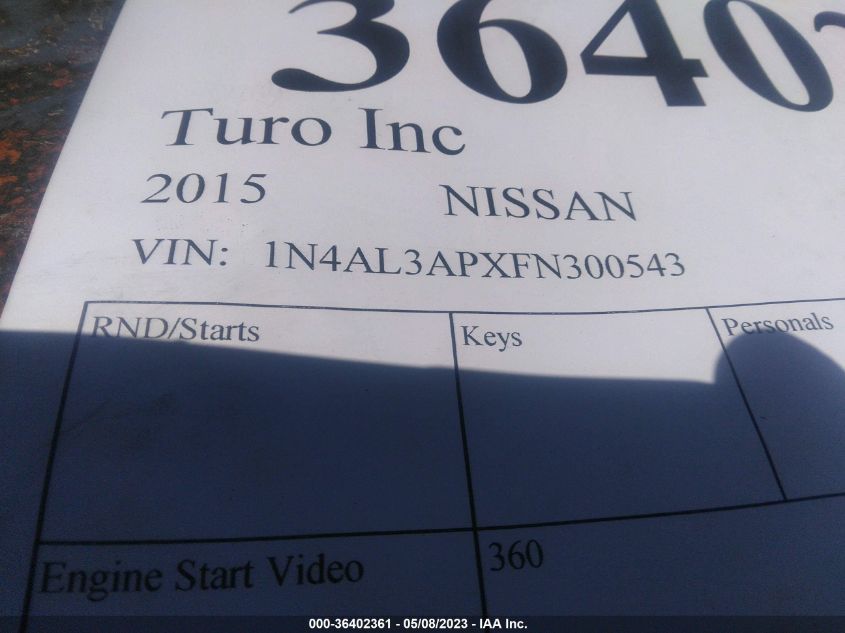 3640
Turo Inc
2015 NISSAN
VIN: 1N4AL3APXFN300543
RND/Starts Keys Personals
Engine Start Video 360
000-36402361 - 05/08/2023 - IAA Inc.